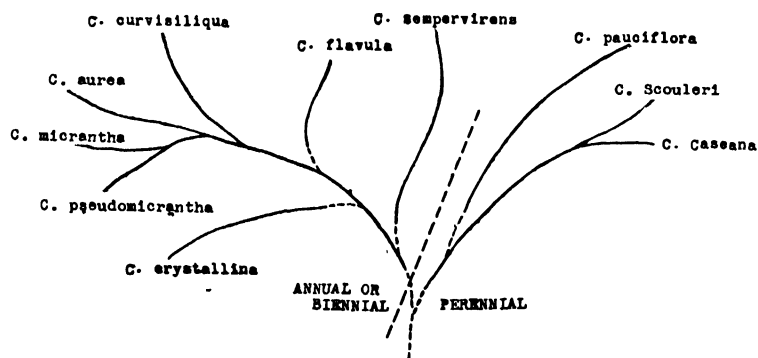 C. sempervirens
C. curvisiliqua
C. flavula
C. pauciflora
C. aurea
C. Scouleri
C. micrantha
C. Caseana
C. pseudomicrantha
C. crystallina
ANNUAL OR
BIENNIAL
PERENNIAL